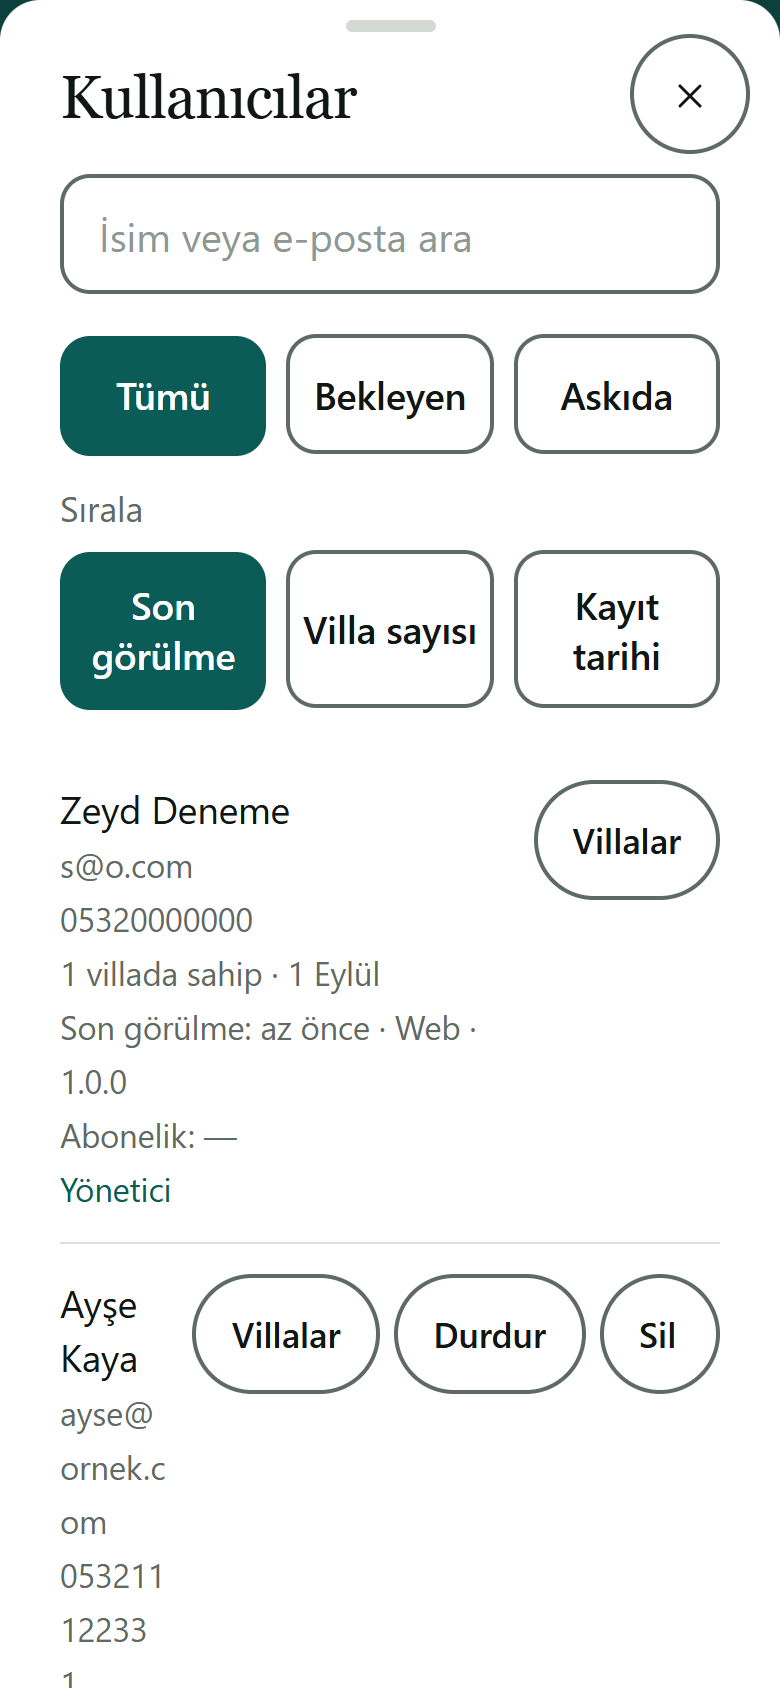 Kullanıcılar
İsim veya e-posta ara
Tümü
Bekleyen
Askıda
Sırala
Son
görülme
Villa sayısı
Kayıt
tarihi
Zeyd Deneme
Villalar
s@o.com
05320000000
1 villada sahip · 1 Eylül
Son görülme: az önce · Web ·
1.0.0
Abonelik: —
Yönetici
Ayşe
Kaya
Villalar
Durdur
Sil
ayse@
ornek.c
om
053211
12233
1